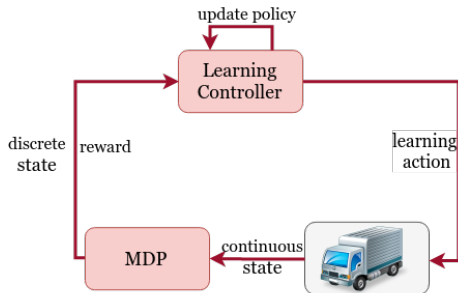 update policy
Learning
Controller
discrete
state
reward
learning
action
MDP
continuous
state